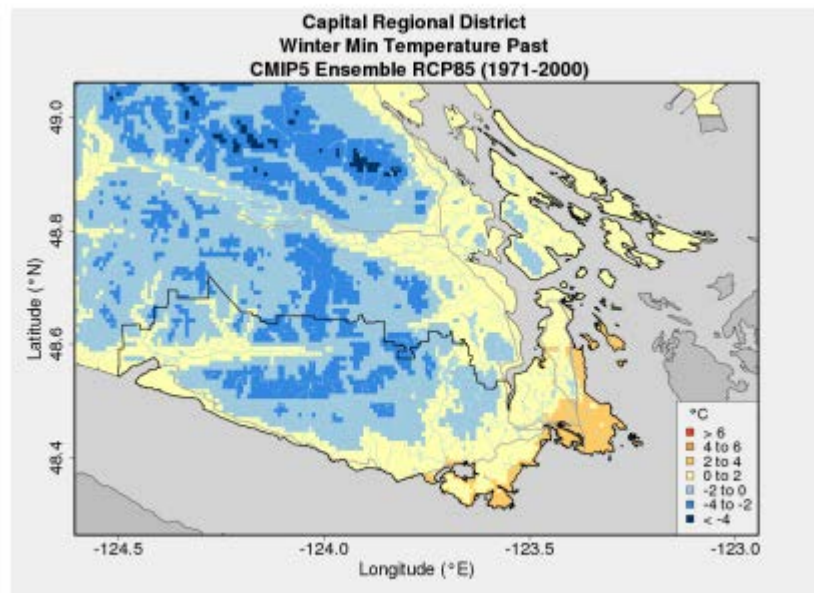 Capital Regional District
Winter Min Temperature Past
CMIP5 Ensemble RCP85 (1971-2000)
Latitude (°N)
49.0
48.8
48.6
48.4
°C
> 6
4 to 6
2 to 4
0 to 2
-2 to 0
-4 to -2
< -4
-124.5
-124.0
-123.5
-123.0
Longitude (°E)